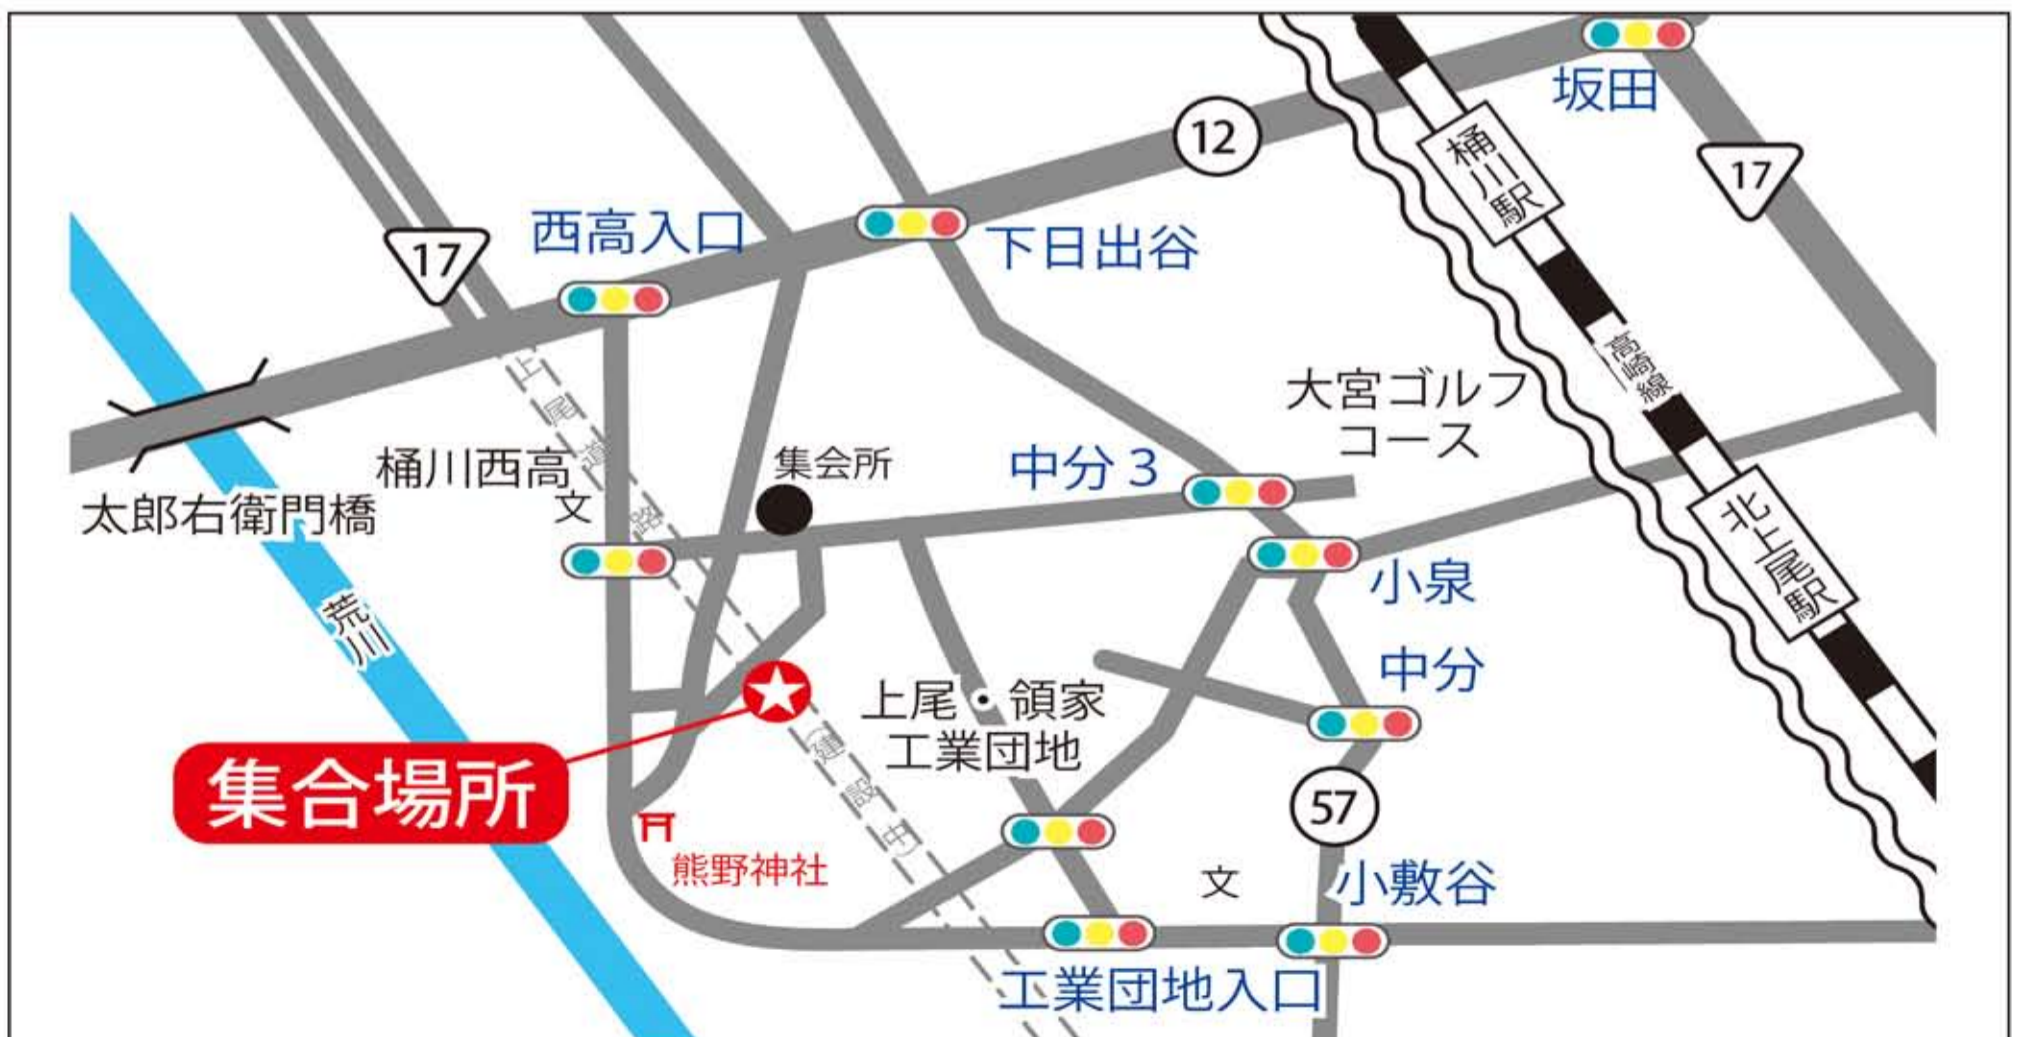 坂田
12
17
桶川駅
西高入口
下日出谷
17
高崎線
上尾道路
大宮ゴルフ
コース
桶川西高
文
集会所
中分3
太郎右衛門橋
北上尾駅
小泉
荒川
中分
上尾・領家
工業団地
集合場所
(建設中)
57
熊野神社
文
小敷谷
工業団地入口